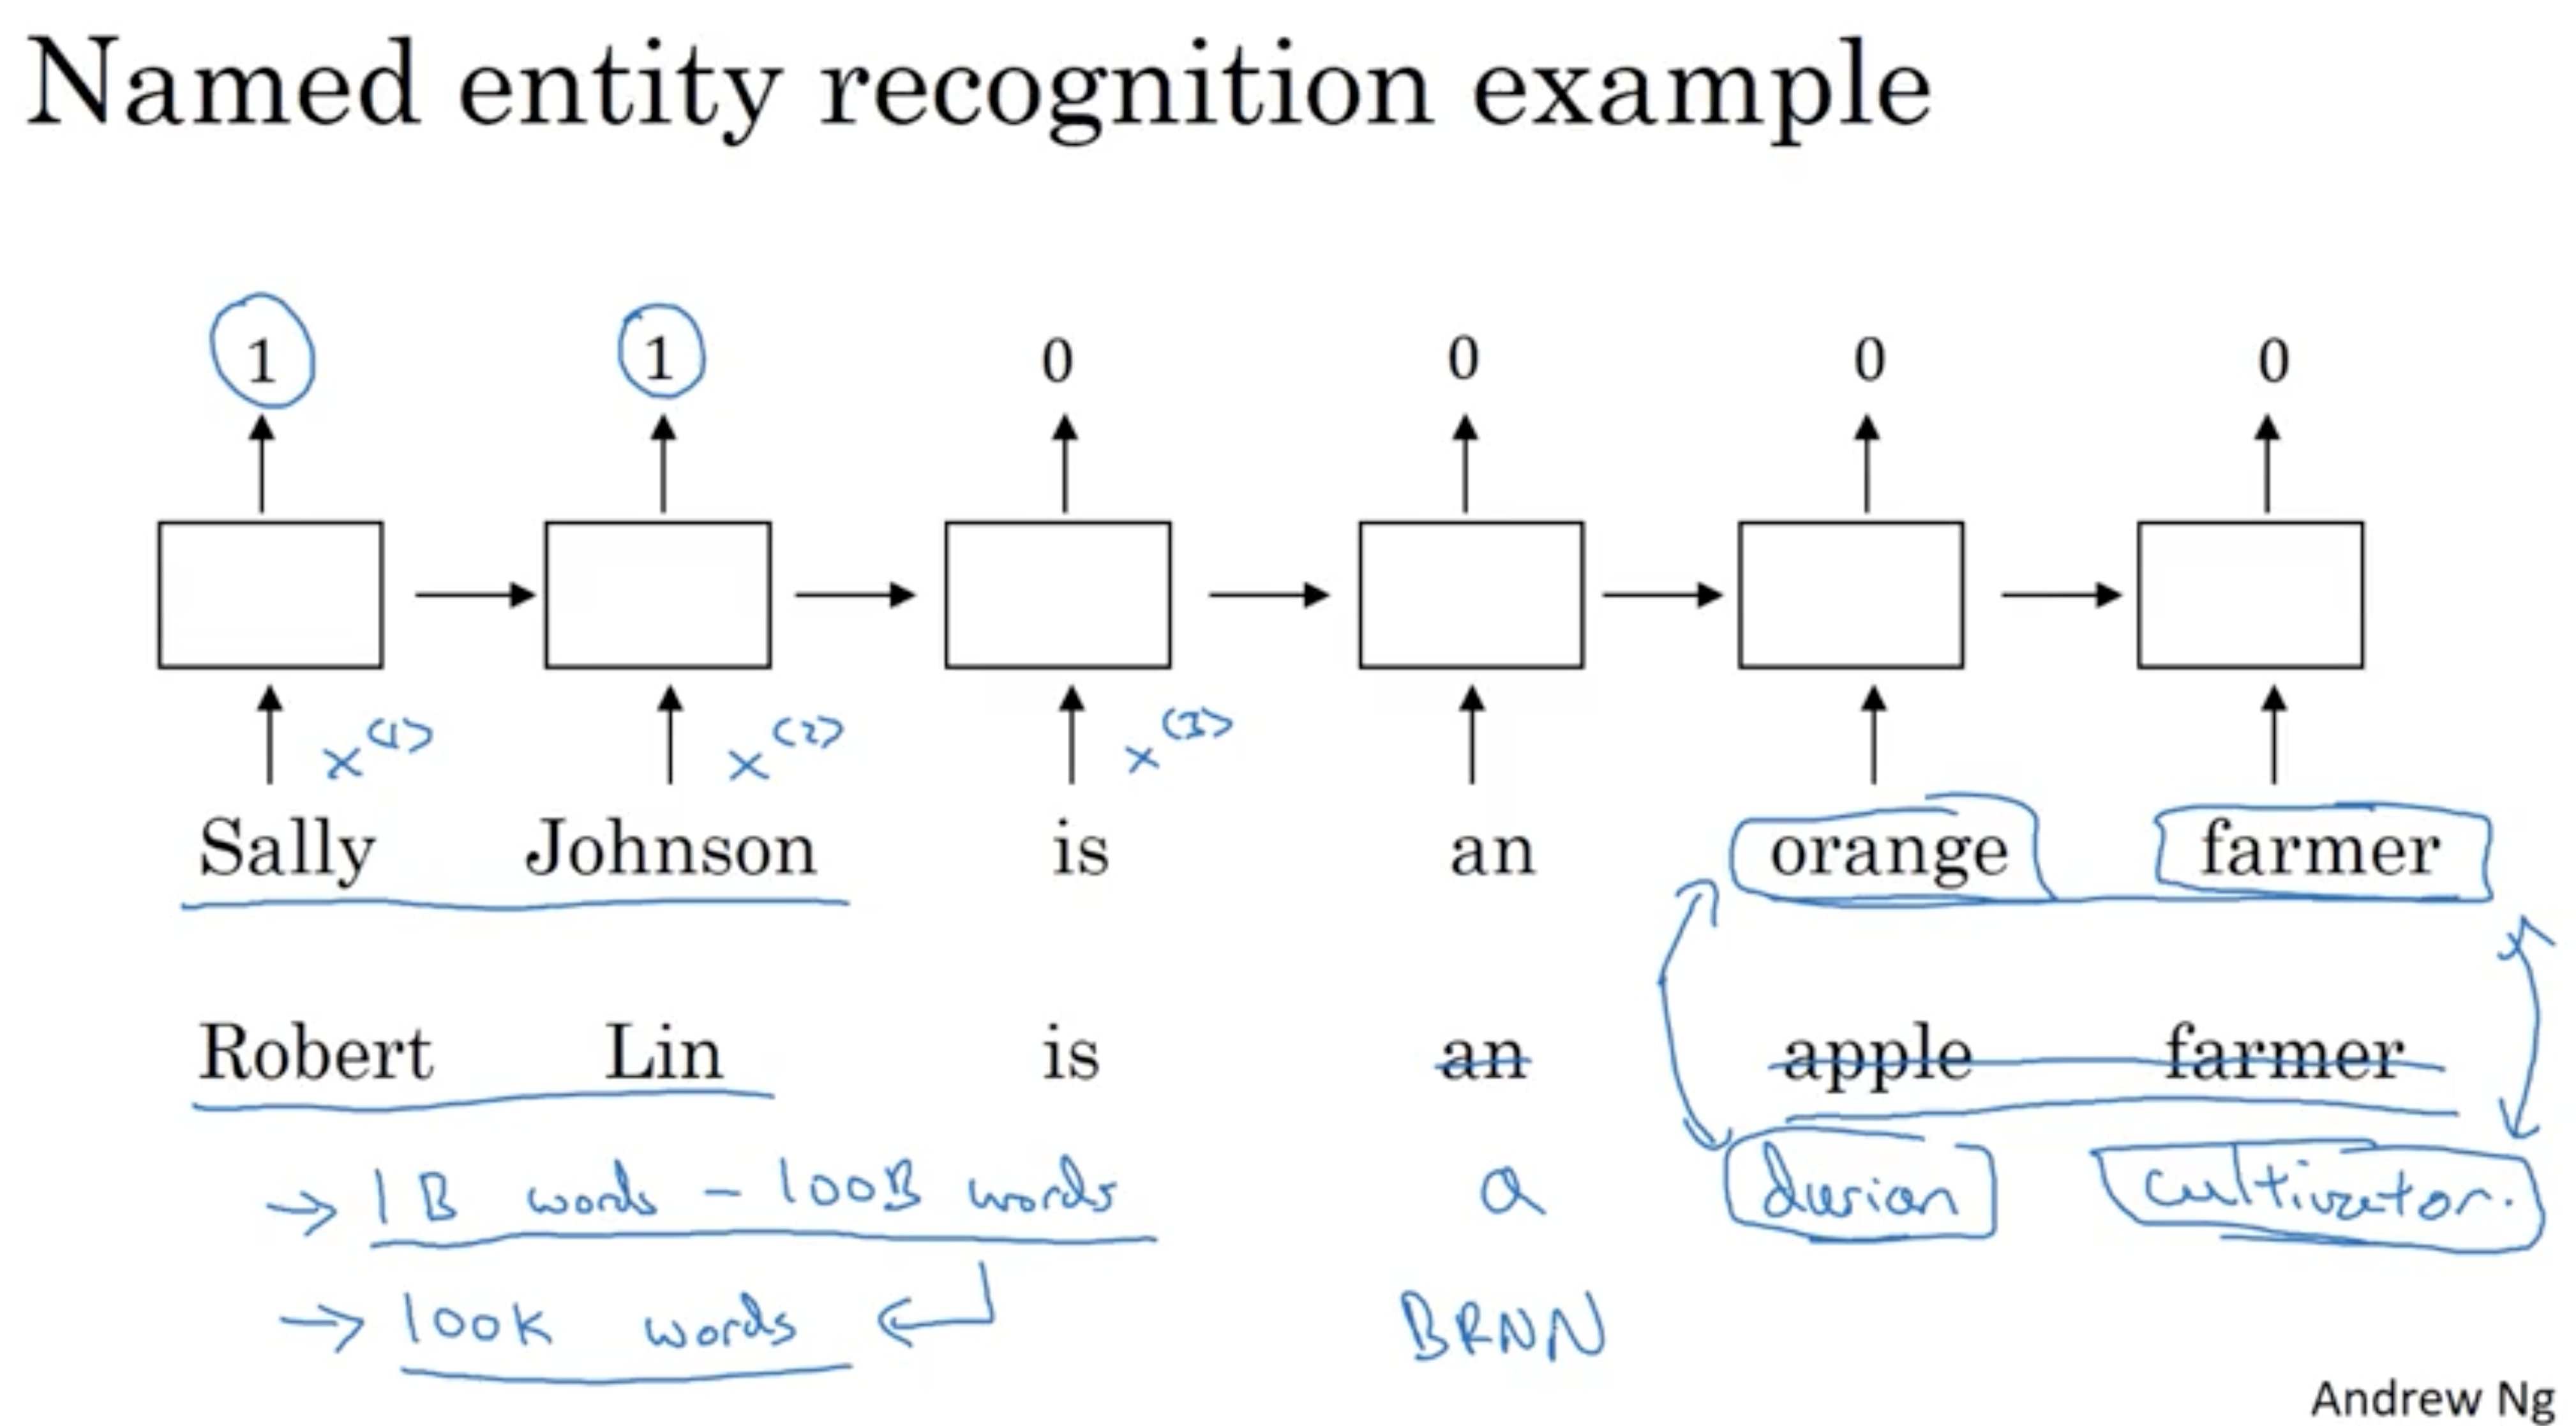 Named entity recognition example
1 1 0 0 0 0
x<1> x<2> x<3>
Sally Johnson is an orange farmer
Robert Lin is an apple farmer
→ 1B words – 100B words a durian cultivator.
→ 100K words BRNN
Andrew Ng